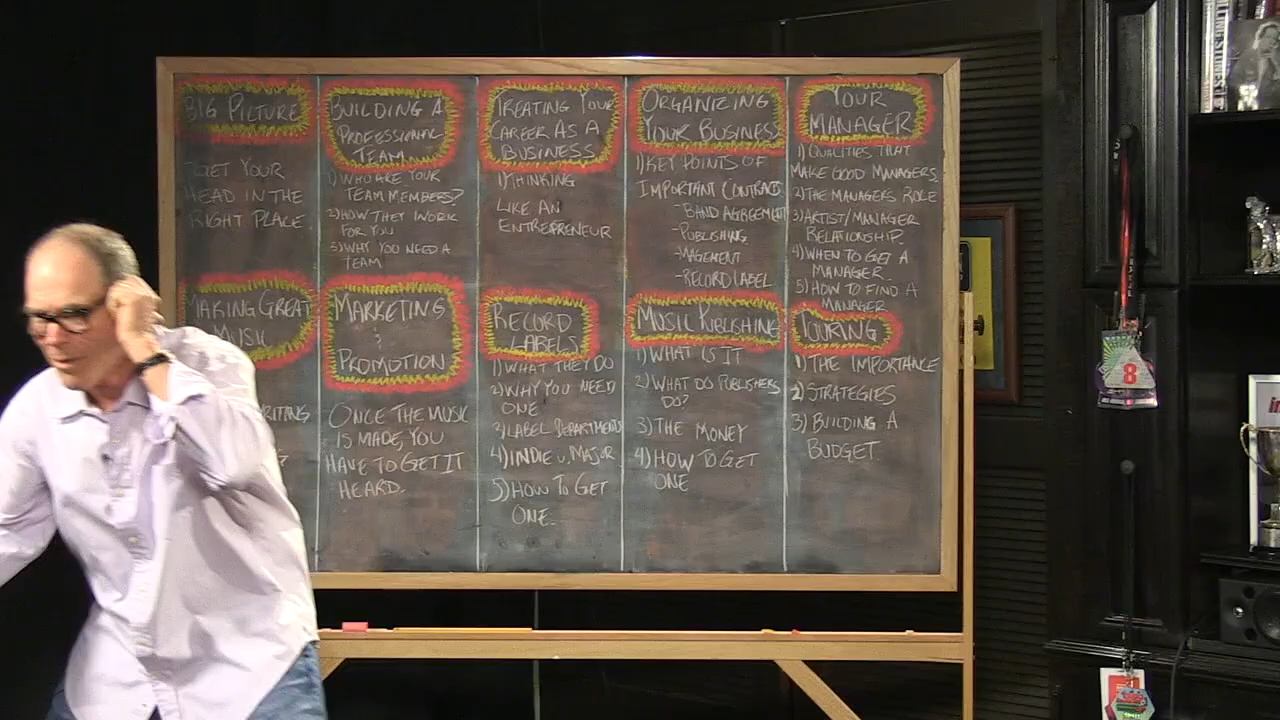 BIG PICTURE
GET YOUR
HEAD IN THE
RIGHT PLACE
BUILDING A
PROFESSIONAL
TEAM
1) WHO ARE YOUR
TEAM MEMBERS?
2) HOW THEY WORK
FOR YOU
3) WHY YOU NEED A
TEAM
TREATING YOUR
CAREER AS A
BUSINESS
1) THINKING
LIKE AN
ENTREPRENEUR
ORGANIZING
YOUR BUSINESS
1) KEY POINTS OF
IMPORTANT CONTRACTS
- BAND AGREEMENT
- PUBLISHING
- MAGEMENT
- RECORD LABEL
YOUR
MANAGER
1) QUALITIES THAT
MAKE GOOD MANAGERS
2) THE MANAGERS ROLE
3) ARTIST/MANAGER
RELATIONSHIP.
4) WHEN TO GET A
MANAGER.
5) HOW TO FIND A
MANAGER
MAKING GREAT
MUSIC
MARKETING
&
PROMOTION
ONCE THE MUSIC
IS MADE, YOU
HAVE TO GET IT
HEARD.
RECORD
LABELS
1) WHAT THEY DO
2) WHY YOU NEED
ONE
3) LABEL DEPARTMENTS
4) INDIE v. MAJOR
5) HOW TO GET
ONE.
MUSIC PUBLISHING
1) WHAT IS IT
2) WHAT DO PUBLISHERS
DO?
3) THE MONEY
4) HOW TO GET
ONE
TOURING
1) THE IMPORTANCE
2) STRATEGIES
3) BUILDING A
BUDGET.
8